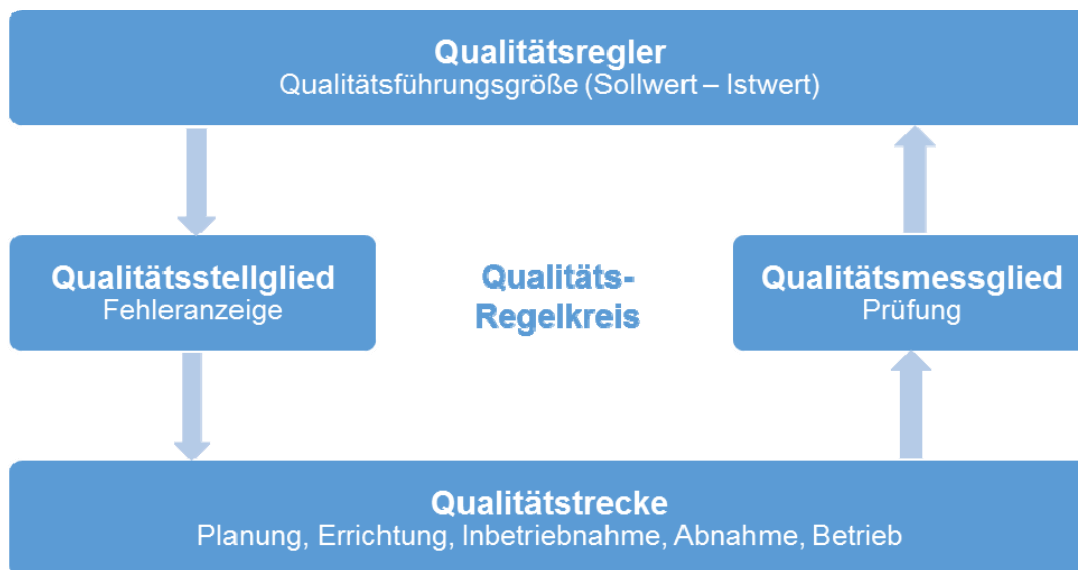 Qualitätsregler
Qualitätsführungsgröße (Sollwert – Istwert)
Qualitätsstellglied
Fehleranzeige
Qualitäts-
Regelkreis
Qualitätsmessglied
Prüfung
Qualitätstrecke
Planung, Errichtung, Inbetriebnahme, Abnahme, Betrieb